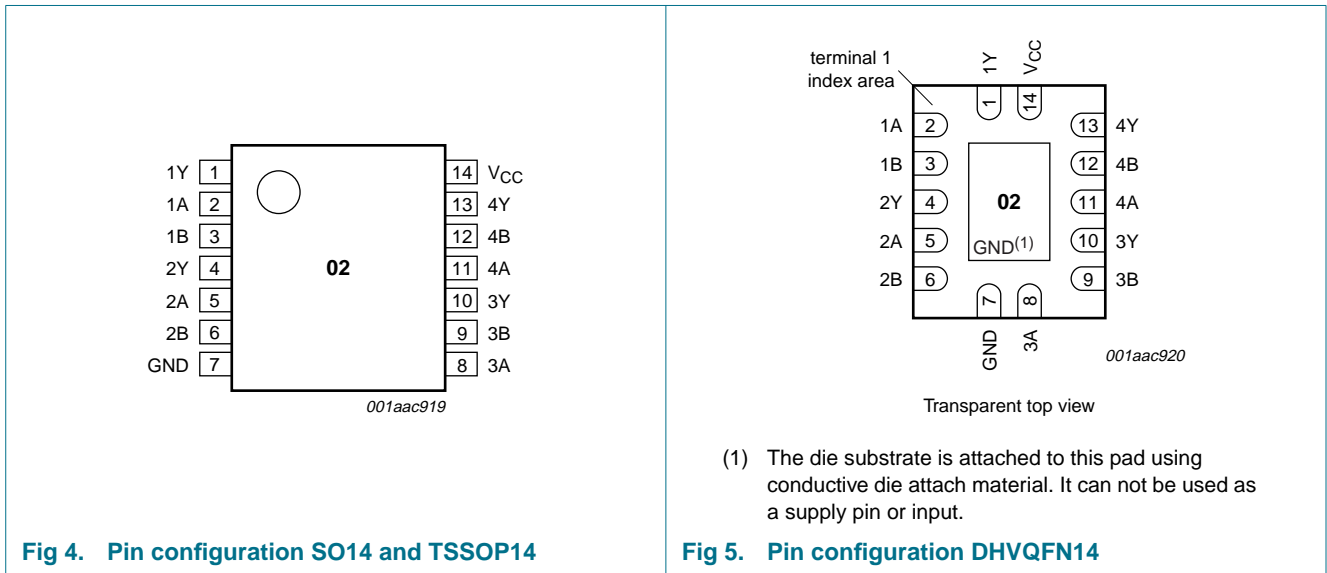 1Y 1
1A 2
1B 3
2Y 4
2A 5
2B 6
GND 7
02
14 VCC
13 4Y
12 4B
11 4A
10 3Y
9 3B
8 3A
001aac919
Fig 4. Pin configuration SO14 and TSSOP14
terminal 1
index area
1Y
VCC
1
14
1A 2
1B 3
2Y 4
2A 5
2B 6
02
GND(1)
13 4Y
12 4B
11 4A
10 3Y
9 3B
7
8
GND
3A
001aac920
Transparent top view
(1) The die substrate is attached to this pad using
conductive die attach material. It can not be used as
a supply pin or input.
Fig 5. Pin configuration DHVQFN14